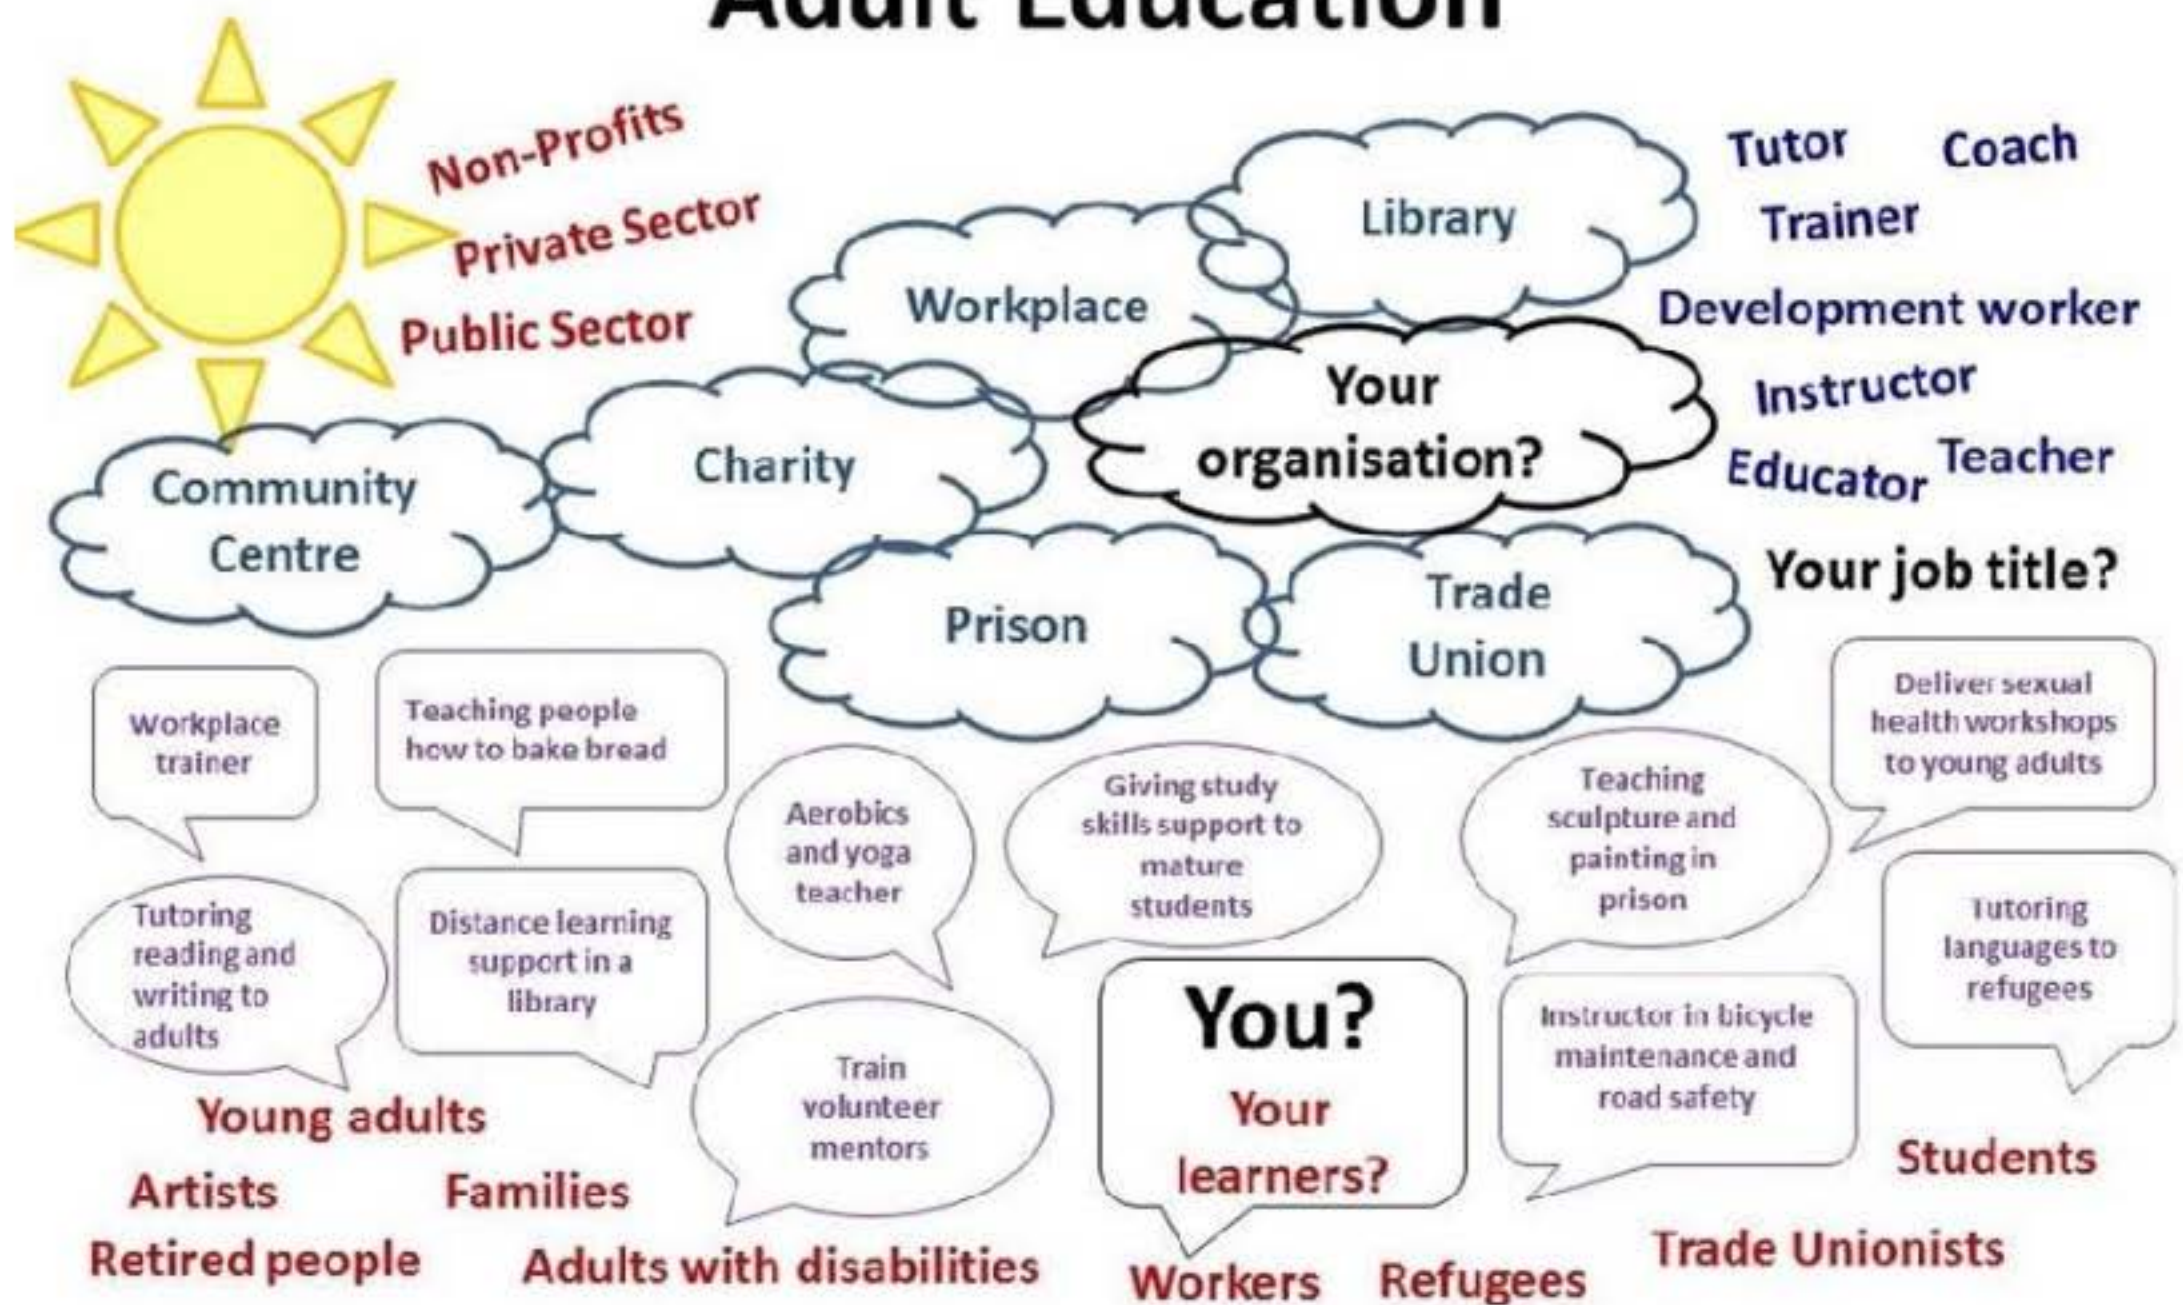 Adult Education
Non-Profits
Private Sector
Public Sector
Library
Workplace
Tutor
Coach
Trainer
Development worker
Instructor
Educator
Teacher
Your job title?
Your
organisation?
Charity
Community
Centre
Prison
Trade
Union
Workplace
trainer
Teaching people
how to bake bread
Aerobics
and yoga
teacher
Giving study
skills support to
mature
students
Teaching
sculpture and
painting in
prison
Deliver sexual
health workshops
to young adults
Tutoring
reading and
writing to
adults
Distance learning
support in a
library
Train
volunteer
mentors
You?
Your
learners?
Instructor in bicycle
maintenance and
road safety
Tutoring
languages to
refugees
Young adults
Artists
Families
Retired people
Adults with disabilities
Workers
Refugees
Trade Unionists
Students